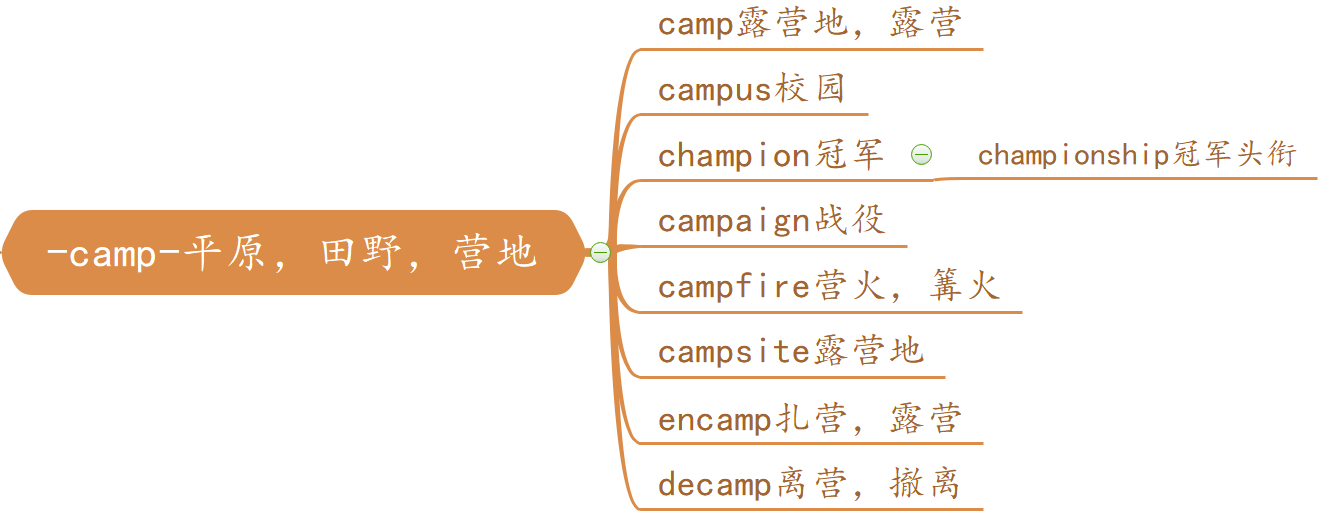 camp露营地，露营
campus校园
champion冠军
championship冠军头衔
-camp-平原，田野，营地
campaign战役
campfire营火，篝火
campsite露营地
encamp扎营，露营
decamp离营，撤离